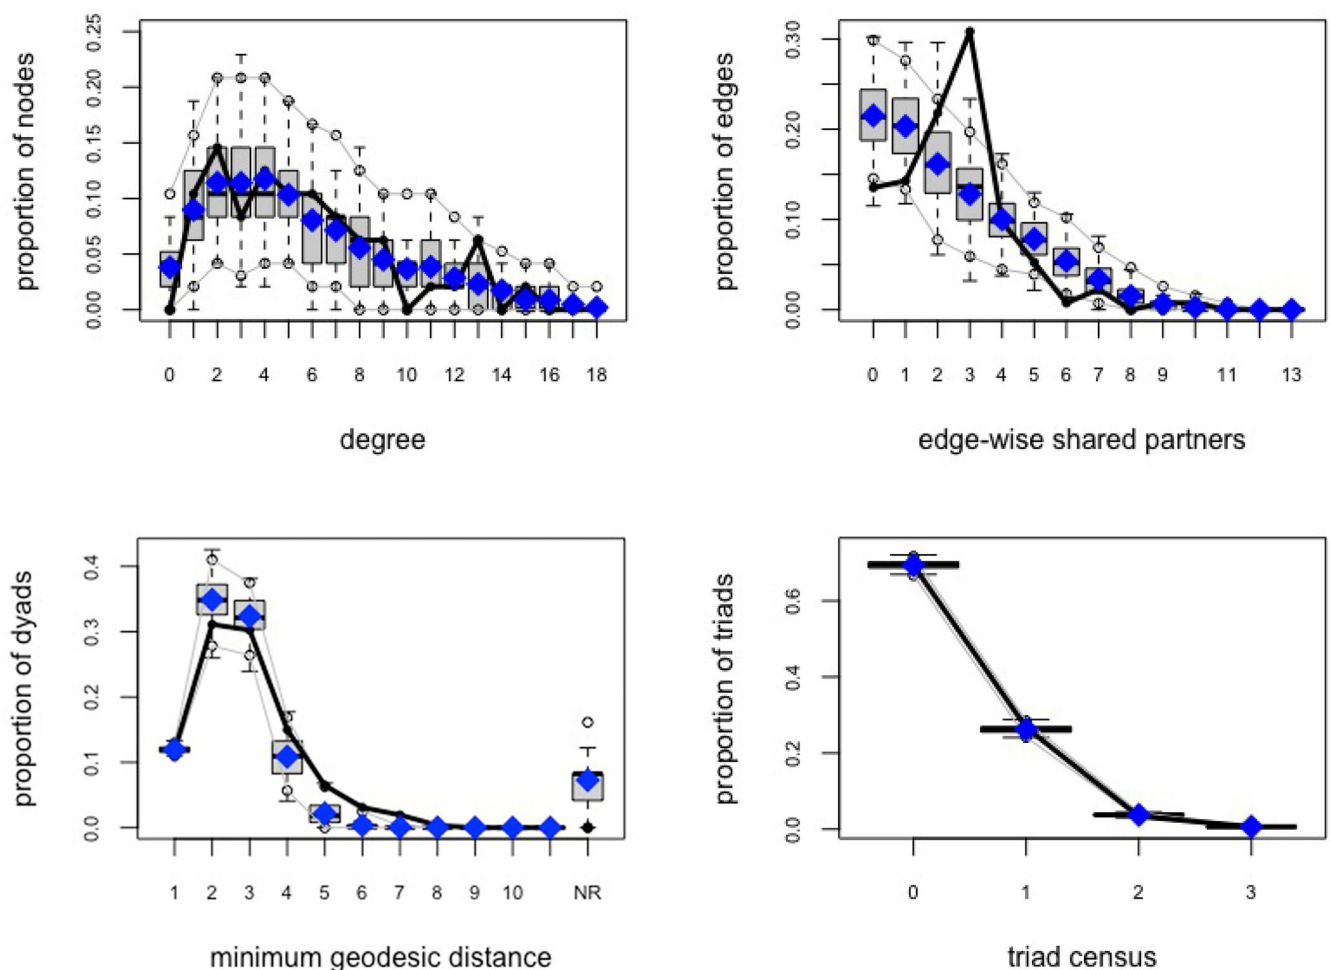 proportion of nodes
0.00 0.05 0.10 0.15 0.20 0.25
0 2 4 6 8 10 12 14 16 18
degree
proportion of edges
0.00 0.10 0.20 0.30
0 1 2 3 4 5 6 7 8 9 11 13
edge-wise shared partners
proportion of dyads
0.0 0.1 0.2 0.3 0.4
1 2 3 4 5 6 7 8 9 10 NR
minimum geodesic distance
proportion of triads
0.0 0.2 0.4 0.6
0 1 2 3
triad census